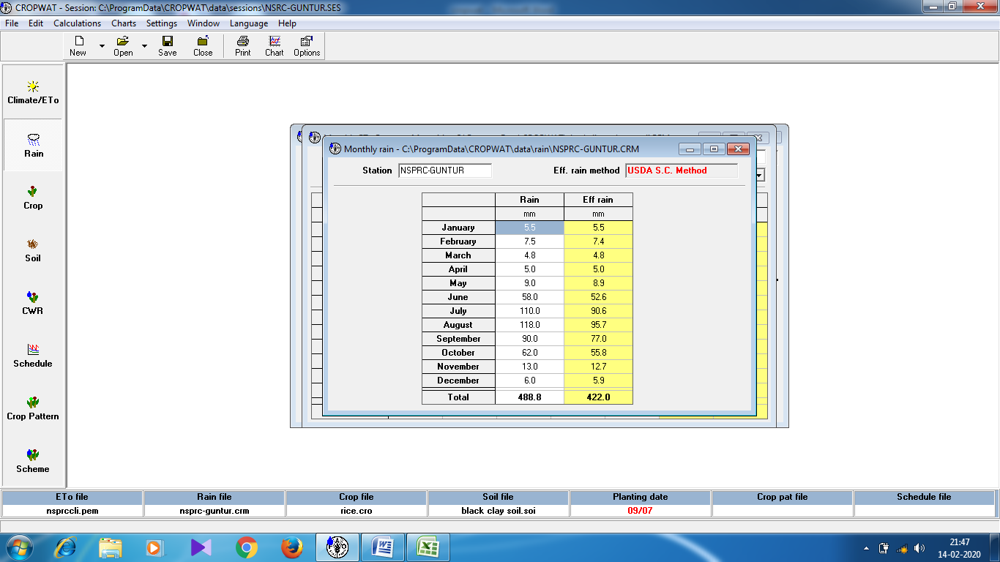 CROPWAT - Session: C:\ProgramData\CROPWAT\data\sessions\NSRC-GUNTUR.SES
File Edit Calculations Charts Settings Window Language Help
New Open Save Close Print Chart Options
Climate/ETo
Rain
Crop
Soil
CWR
Schedule
Crop Pattern
Scheme
Monthly rain - C:\ProgramData\CROPWAT\data\rain\NSPRC-GUNTUR.CRM
Station NSPRC-GUNTUR Eff. rain method USDA S.C. Method
Rain Eff rain
mm mm
January 5.5 5.5
February 7.5 7.4
March 4.8 4.8
April 5.0 5.0
May 9.0 8.9
June 58.0 52.6
July 110.0 90.6
August 118.0 95.7
September 90.0 77.0
October 62.0 55.8
November 13.0 12.7
December 6.0 5.9
Total 488.8 422.0
ETo file Rain file Crop file Soil file Planting date Crop pat file Schedule file
nsprccli.pem nsprc-guntur.crm rice.cro black clay soil.soi 09/07
21:47
14-02-2020